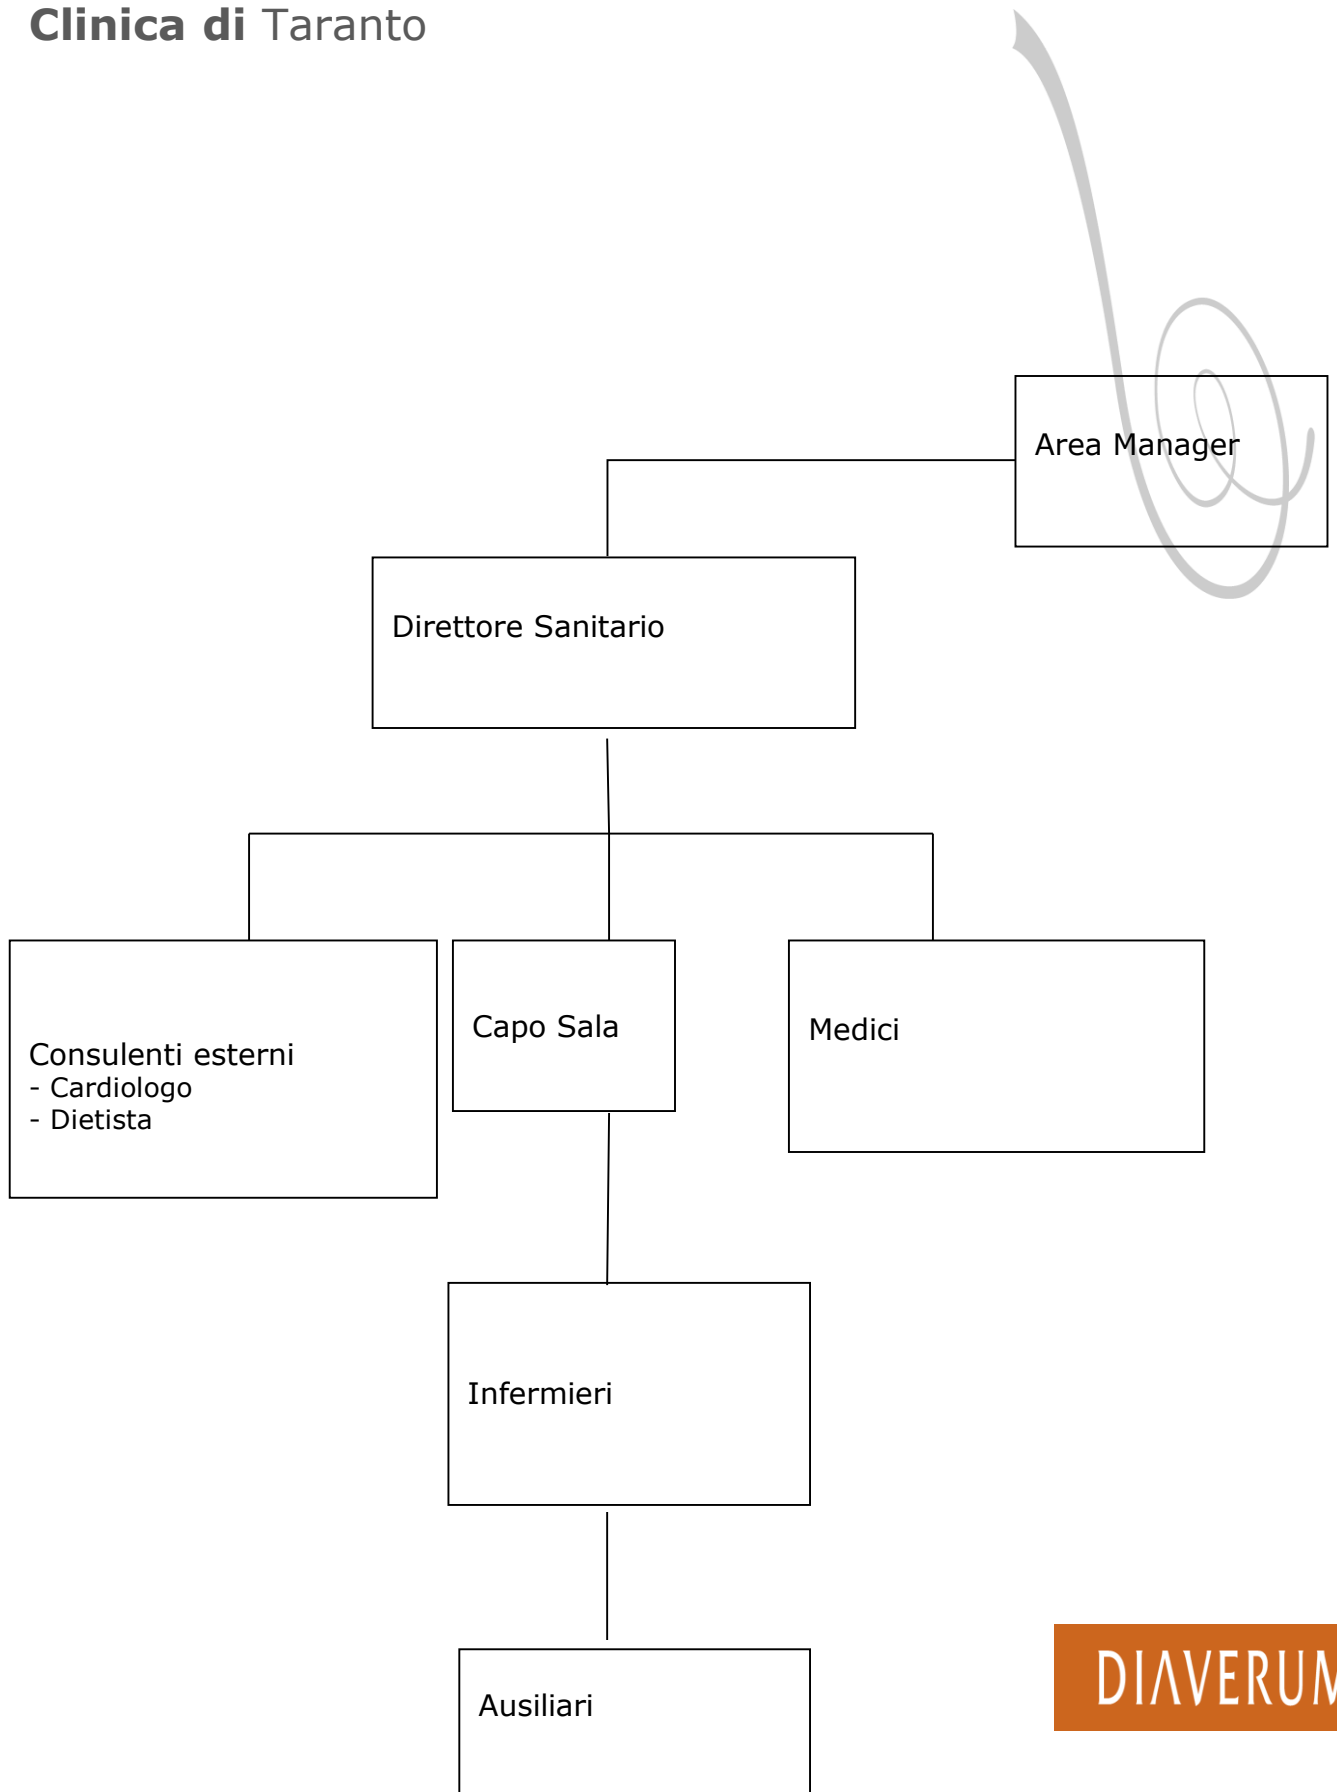 Clinica di Taranto
Area Manager
Direttore Sanitario
Consulenti esterni
- Cardiologo
- Dietista
Capo Sala
Medici
Infermieri
Ausiliari
DIAVERUM